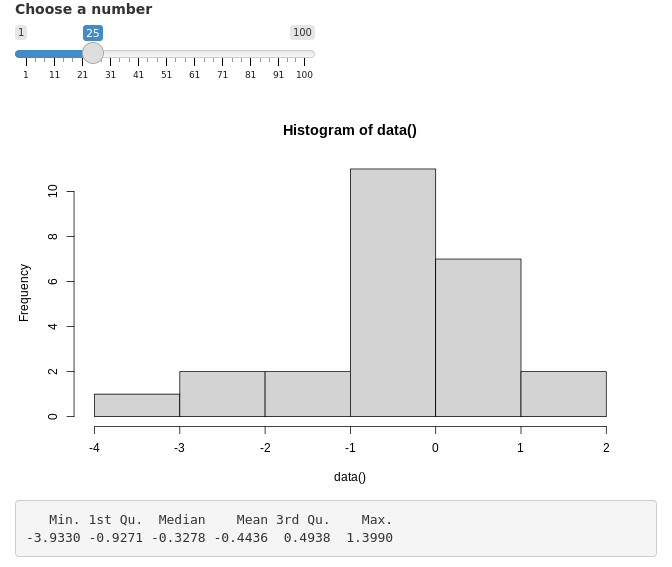 Choose a number
1 25 100
1 11 21 31 41 51 61 71 81 91 100
Histogram of data()
10
8
6
4
2
0
Frequency
-4 -3 -2 -1 0 1 2
data()
Min. 1st Qu. Median Mean 3rd Qu. Max.
-3.9330 -0.9271 -0.3278 -0.4436 0.4938 1.3990